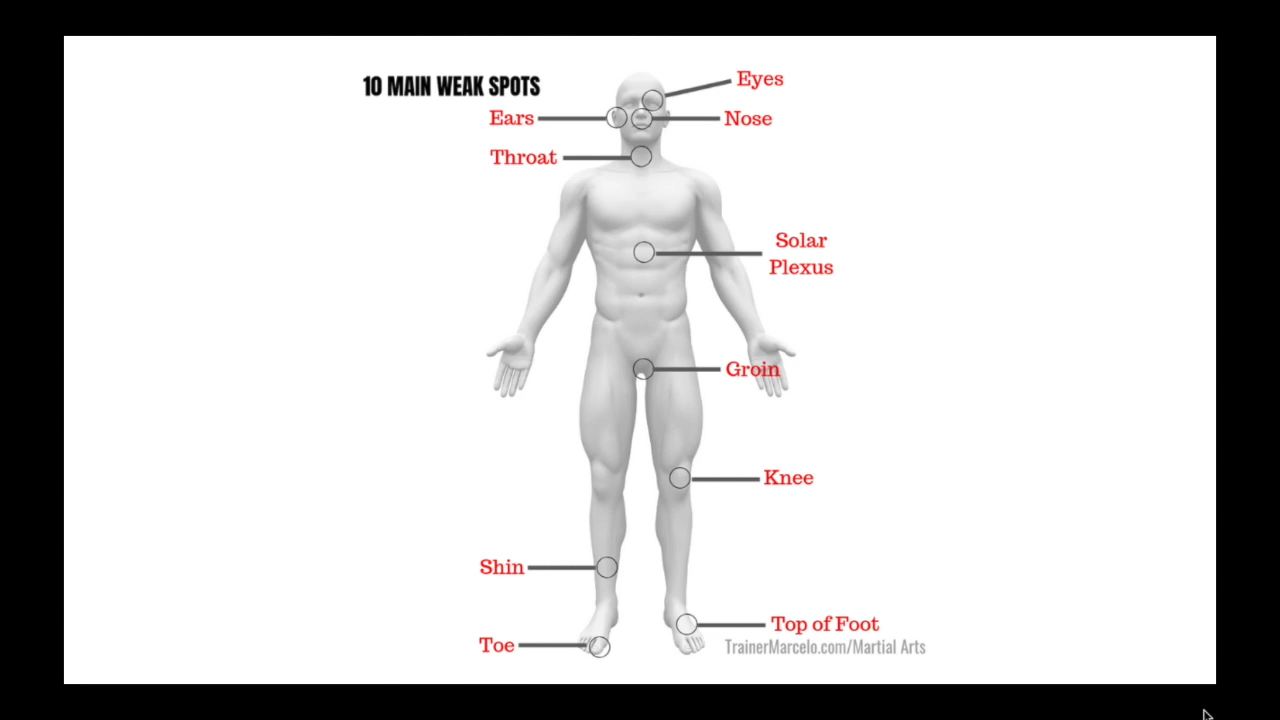 10 MAIN WEAK SPOTS
Eyes
Ears
Nose
Throat
Solar
Plexus
Groin
Knee
Shin
Top of Foot
Toe
TrainerMarcelo.com/Martial Arts